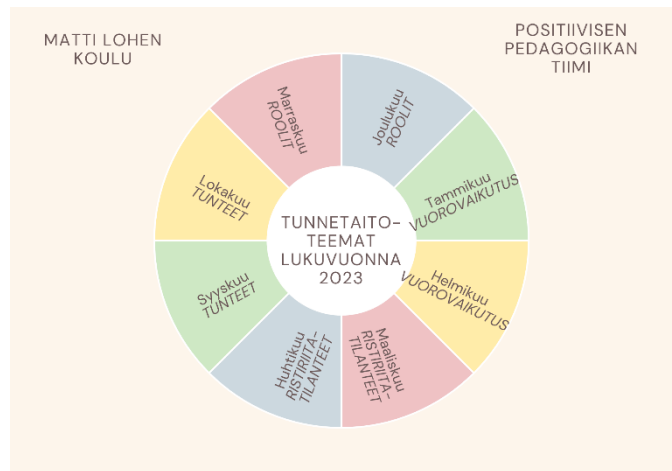 MATTI LOHEN
KOULU
POSITIIVISEN
PEDAGOGIIKAN
TIIMI
Marraskuu
ROOLIT
Joulukuu
ROOLIT
Tammikuu
VUOROVAIKUTUS
Helmikuu
VUOROVAIKUTUS
Maaliskuu
RISTIRIITA-
TILANTEET
Huhtikuu
RISTIRIITA-
TILANTEET
Syyskuu
TUNTEET
Lokakuu
TUNTEET
TUNNETAITO-
TEEMAT
LUKUVUONNA
2023